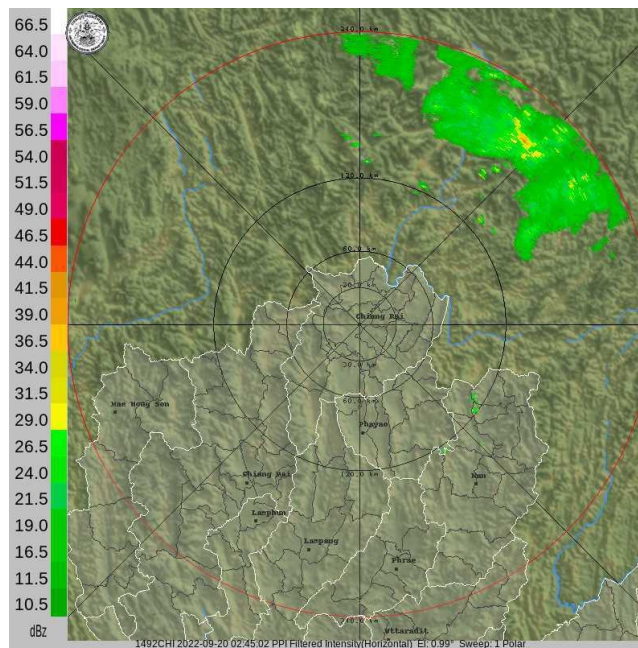 66.5
64.0
61.5
59.0
56.5
54.0
51.5
49.0
46.5
44.0
41.5
39.0
36.5
34.0
31.5
29.0
26.5
24.0
21.5
19.0
16.5
11.5
10.5
dBz
240.0 km
120.0 km
60.0 km
Chiang Rai
Mae Hong Son
Phayao
120.0 km
Chiang Mai
Nan
Lamphun
Lampang
Phrae
Uttaradit
1492CHI 2022-09-20 02:45:02 PPI Filtered Intensity(Horizontal) El: 0.99° Sweep: 1 Polar